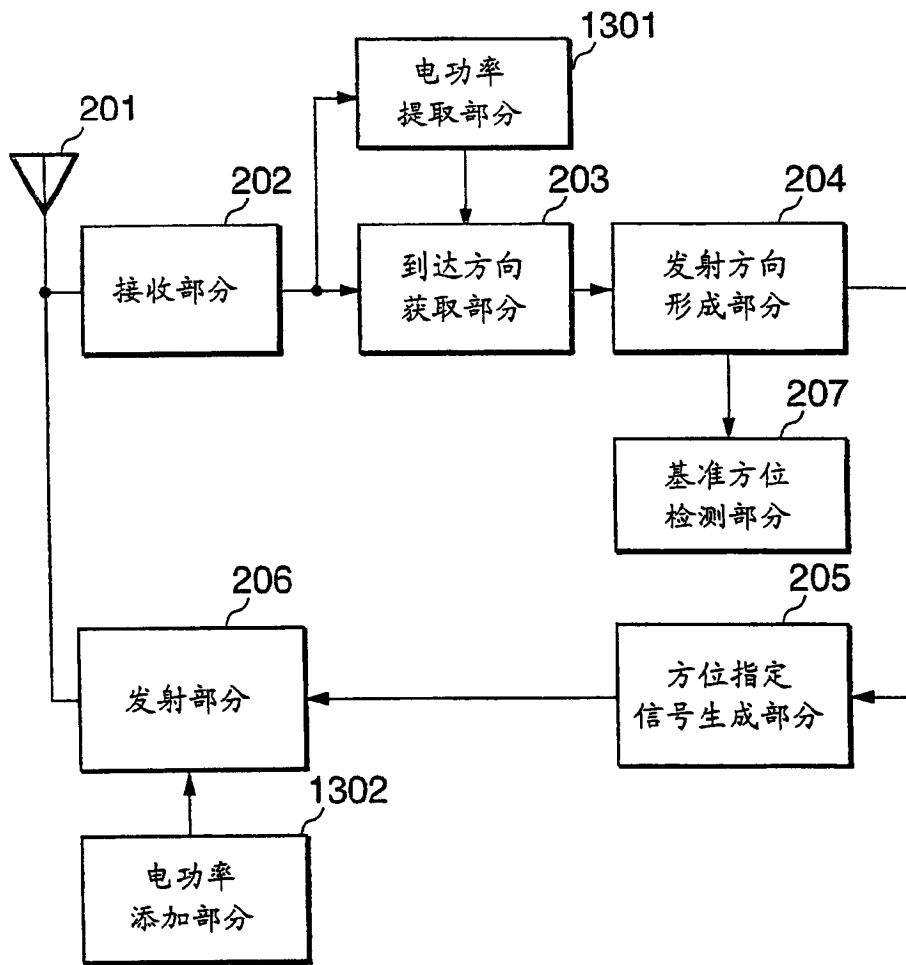 1301
电功率
提取部分
201
202
接收部分
203
到达方向
获取部分
204
发射方向
形成部分
207
基准方位
检测部分
206
发射部分
205
方位指定
信号生成部分
1302
电功率
添加部分